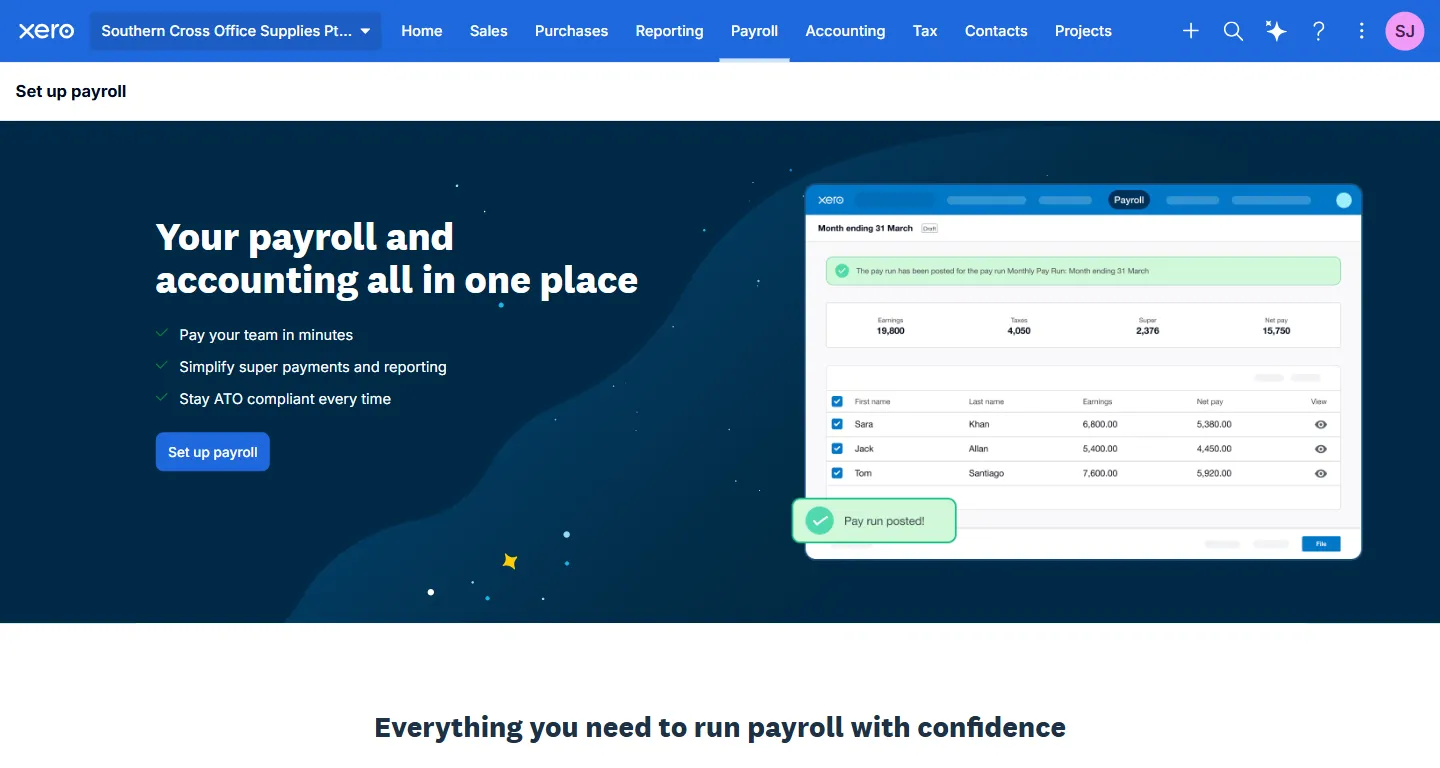 xero
Southern Cross Office Supplies Pt...
Home
Sales
Purchases
Reporting
Payroll
Accounting
Tax
Contacts
Projects
SJ
Set up payroll
Your payroll and
accounting all in one place
Pay your team in minutes
Simplify super payments and reporting
Stay ATO compliant every time
Set up payroll
xero
Payroll
Month ending 31 March
Draft
The pay run has been posted for the pay run Monthly Pay Run: Month ending 31 March
Earnings Taxes Super Net pay
19,800 4,050 2,376 15,750
First name Last name Earnings Net pay View
Sara Khan 6,800.00 5,380.00
Jack Allan 5,400.00 4,450.00
Tom Santiago 7,600.00 5,920.00
Pay run posted!
File
Everything you need to run payroll with confidence